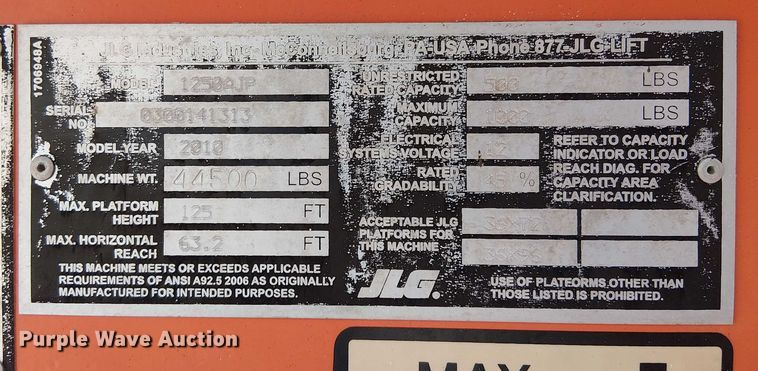 1706948A
JLG Industries, Inc. McConnellsburg, PA-USA Phone 877-JLG-LIFT
MODEL 1250AJP
SERIAL NO. 0300141313
MODEL YEAR 2010
MACHINE WT. 44500 LBS
MAX. PLATFORM HEIGHT 125 FT
MAX. HORIZONTAL REACH 63.2 FT
THIS MACHINE MEETS OR EXCEEDS APPLICABLE
REQUIREMENTS OF ANSI A92.5 2006 AS ORIGINALLY
MANUFACTURED FOR INTENDED PURPOSES.
UNRESTRICTED RATED CAPACITY 500 LBS
MAXIMUM CAPACITY 1000 LBS
ELECTRICAL SYSTEMS VOLTAGE 12
RATED GRADABILITY %
REFER TO CAPACITY
INDICATOR OR LOAD
REACH DIAG. FOR
CAPACITY AREA
CLARIFICATION.
ACCEPTABLE JLG
PLATFORMS FOR
THIS MACHINE
JLG.
USE OF PLATFORMS OTHER THAN
THOSE LISTED IS PROHIBITED.
Purple Wave Auction
MAX